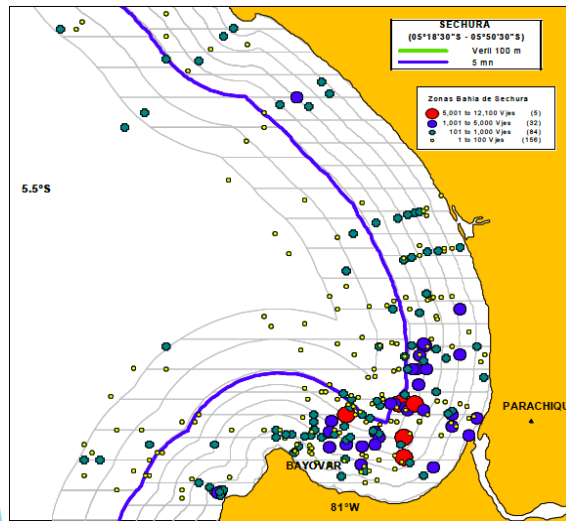 SECHURA
(05°18'30"S - 05°50'30"S)
Veril 100 m
5 mn
Zonas Bahia de Sechura
5,001 to 12,100 Vjes (5)
1,001 to 5,000 Vjes (32)
101 to 1,000 Vjes (84)
1 to 100 Vjes (156)
5.5°S
PARACHIQU
BAYOVAR
81°W